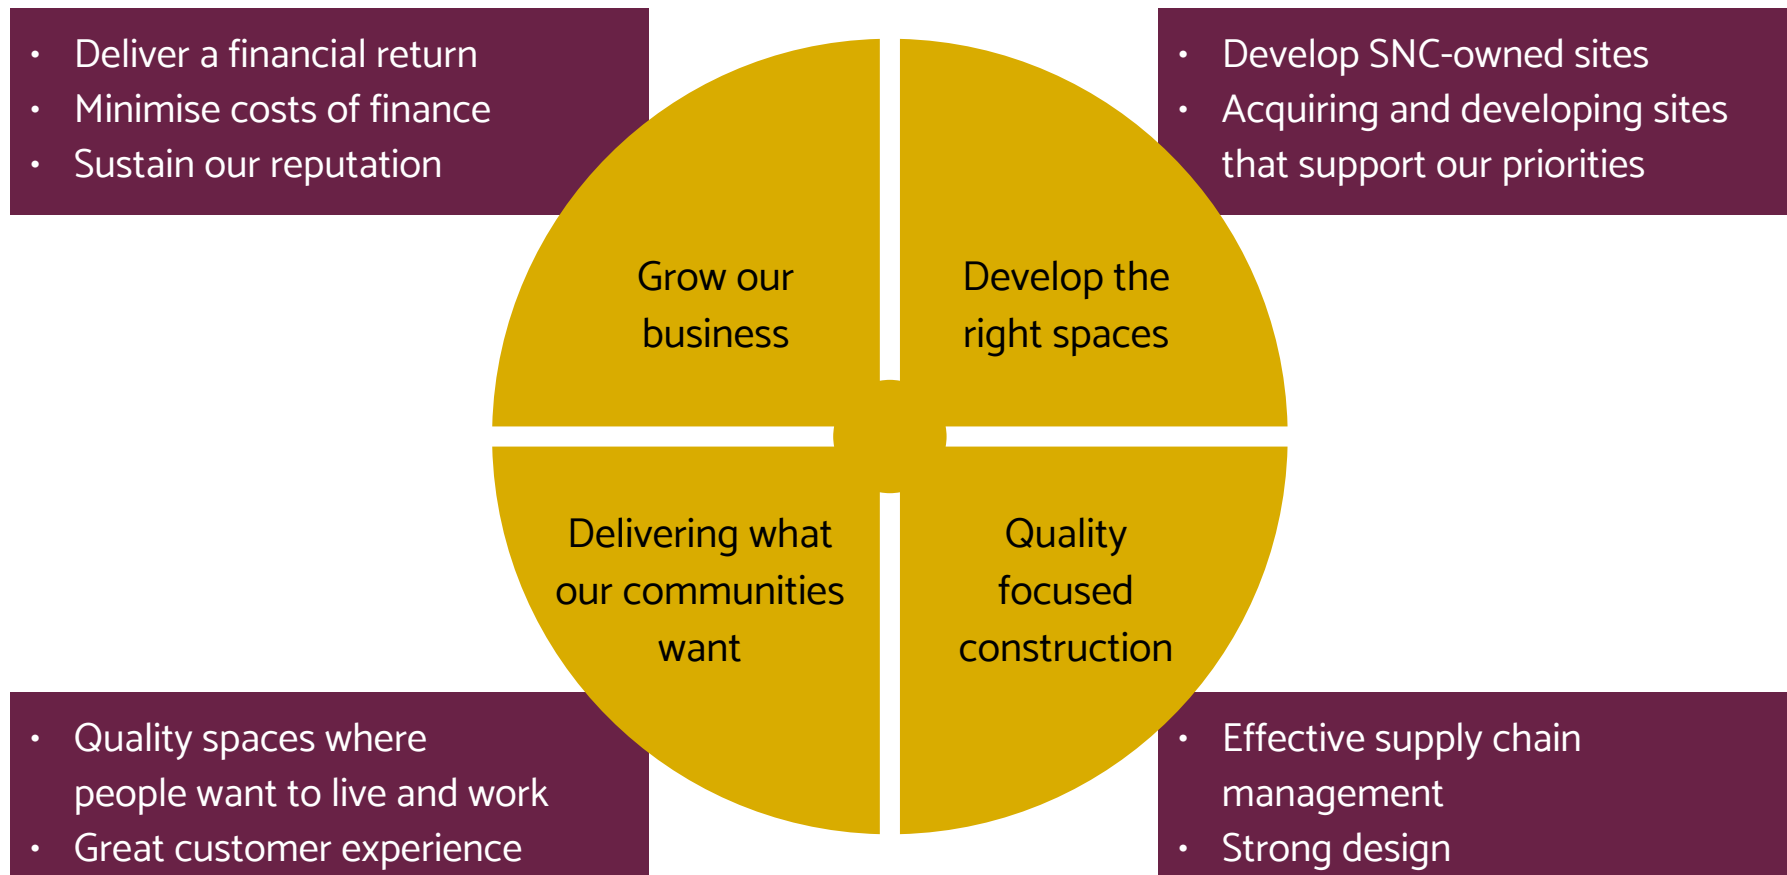 • Deliver a financial return
• Minimise costs of finance
• Sustain our reputation
• Develop SNC-owned sites
• Acquiring and developing sites
that support our priorities
Grow our
business
Develop the
right spaces
Delivering what
our communities
want
Quality
focused
construction
• Quality spaces where
people want to live and work
• Great customer experience
• Effective supply chain
management
• Strong design